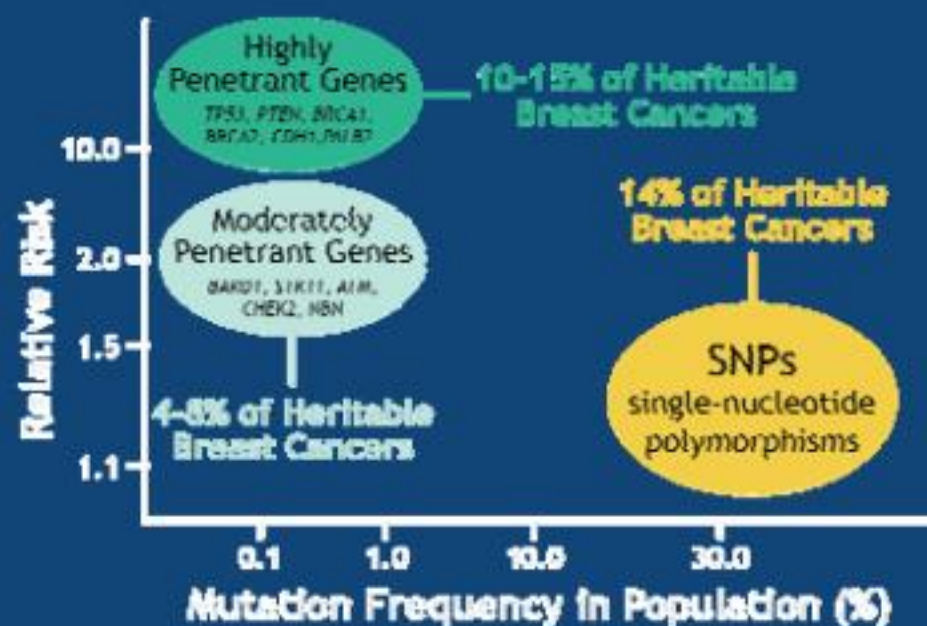 Highly
Penetrant Genes
TP53, PTEN, BRCA1,
BRCA2, CDH1, PALB2
10-15% of Heritable
Breast Cancers
10.0
Moderately
Penetrant Genes
BARD1, STK11, ATM,
CHEK2, NBN
14% of Heritable
Breast Cancers
Relative Risk
2.0
1.5
SNPs
single-nucleotide
polymorphisms
4-8% of Heritable
Breast Cancers
1.1
0.1 1.0 10.0 30.0
Mutation Frequency in Population (%)